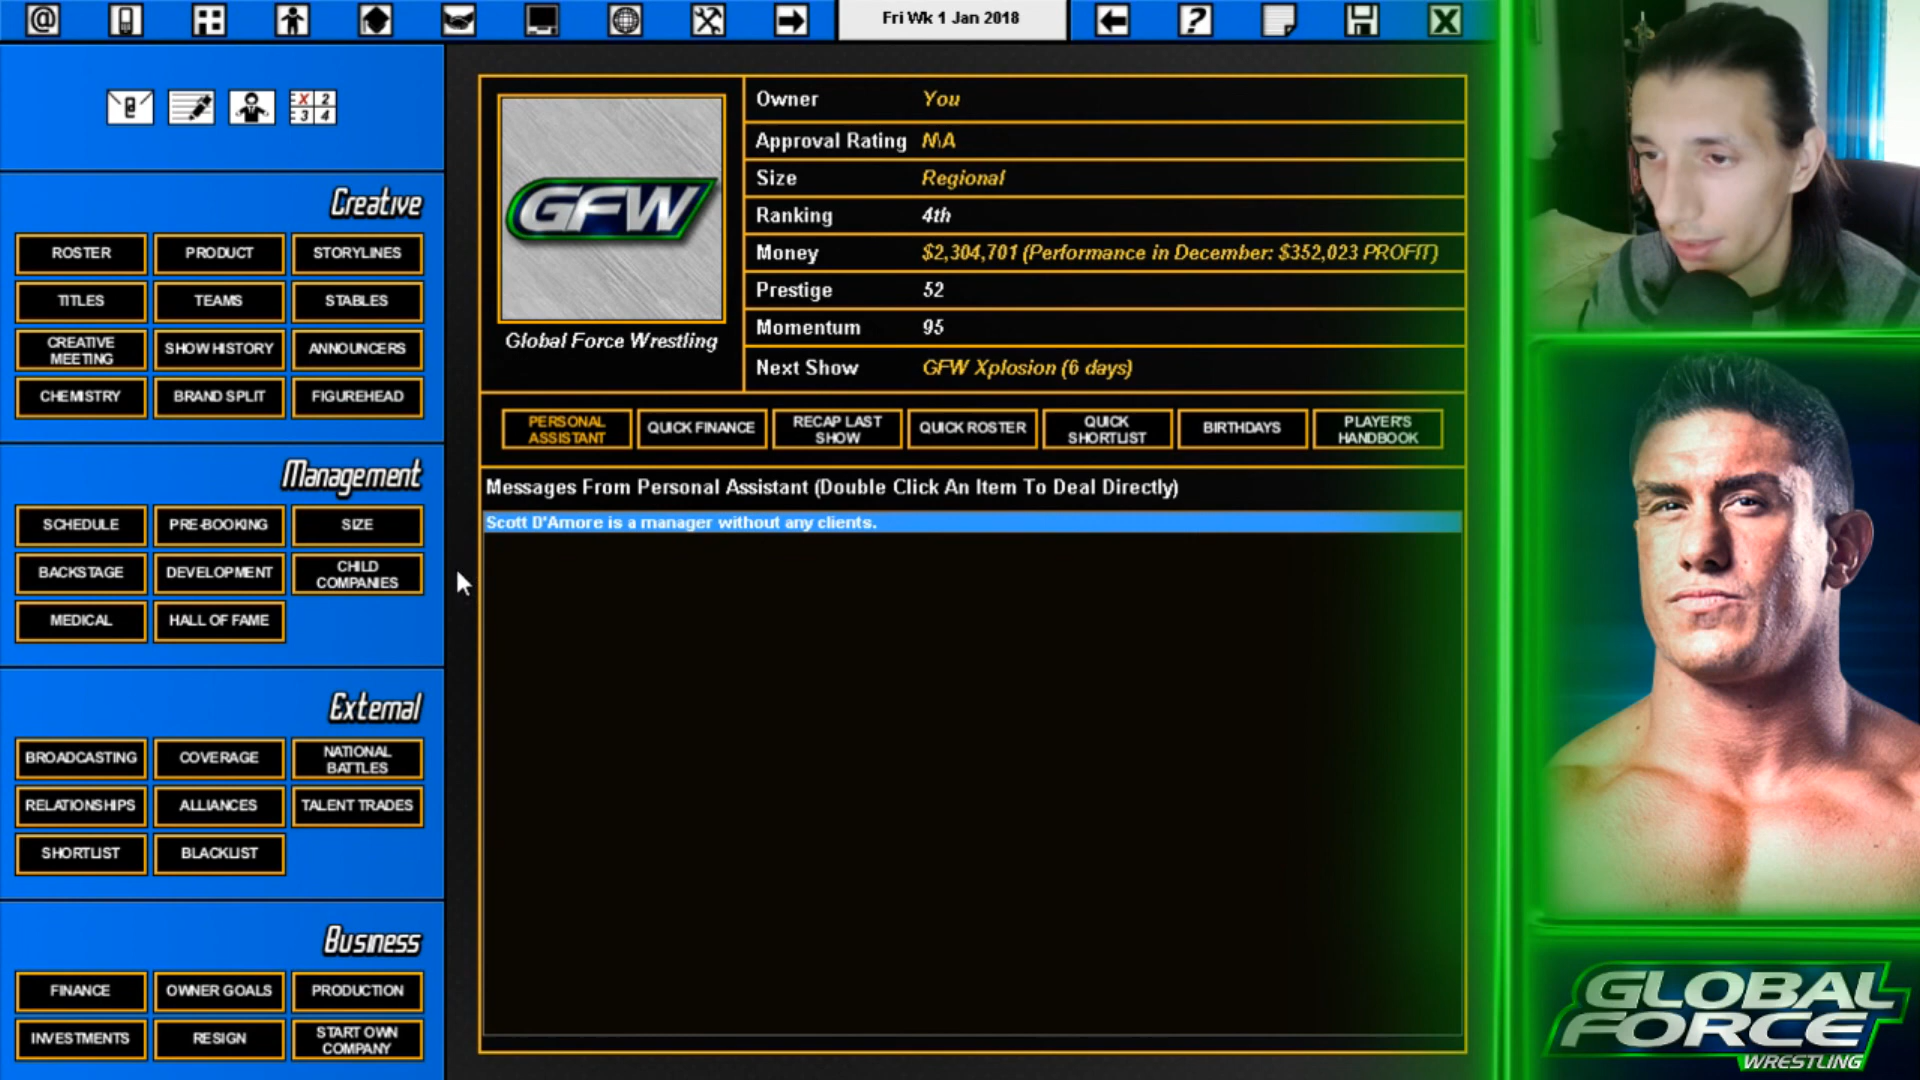 Fri Wk 1 Jan 2018
X 2
3 4
Creative
ROSTER
PRODUCT
STORYLINES
TITLES
TEAMS
STABLES
CREATIVE
MEETING
SHOW HISTORY
ANNOUNCERS
CHEMISTRY
BRAND SPLIT
FIGUREHEAD
Management
SCHEDULE
PRE-BOOKING
SIZE
BACKSTAGE
DEVELOPMENT
CHILD
COMPANIES
MEDICAL
HALL OF FAME
External
BROADCASTING
COVERAGE
NATIONAL
BATTLES
RELATIONSHIPS
ALLIANCES
TALENT TRADES
SHORTLIST
BLACKLIST
Business
FINANCE
OWNER GOALS
PRODUCTION
INVESTMENTS
RESIGN
START OWN
COMPANY
GFW
Global Force Wrestling
Owner You
Approval Rating N\A
Size Regional
Ranking 4th
Money $2,304,701 (Performance in December: $352,023 PROFIT)
Prestige 52
Momentum 95
Next Show GFW Xplosion (6 days)
PERSONAL
ASSISTANT
QUICK FINANCE
RECAP LAST
SHOW
QUICK ROSTER
QUICK
SHORTLIST
BIRTHDAYS
PLAYER'S
HANDBOOK
Messages From Personal Assistant (Double Click An Item To Deal Directly)
Scott D'Amore is a manager without any clients.
GLOBAL
FORCE
WRESTLING